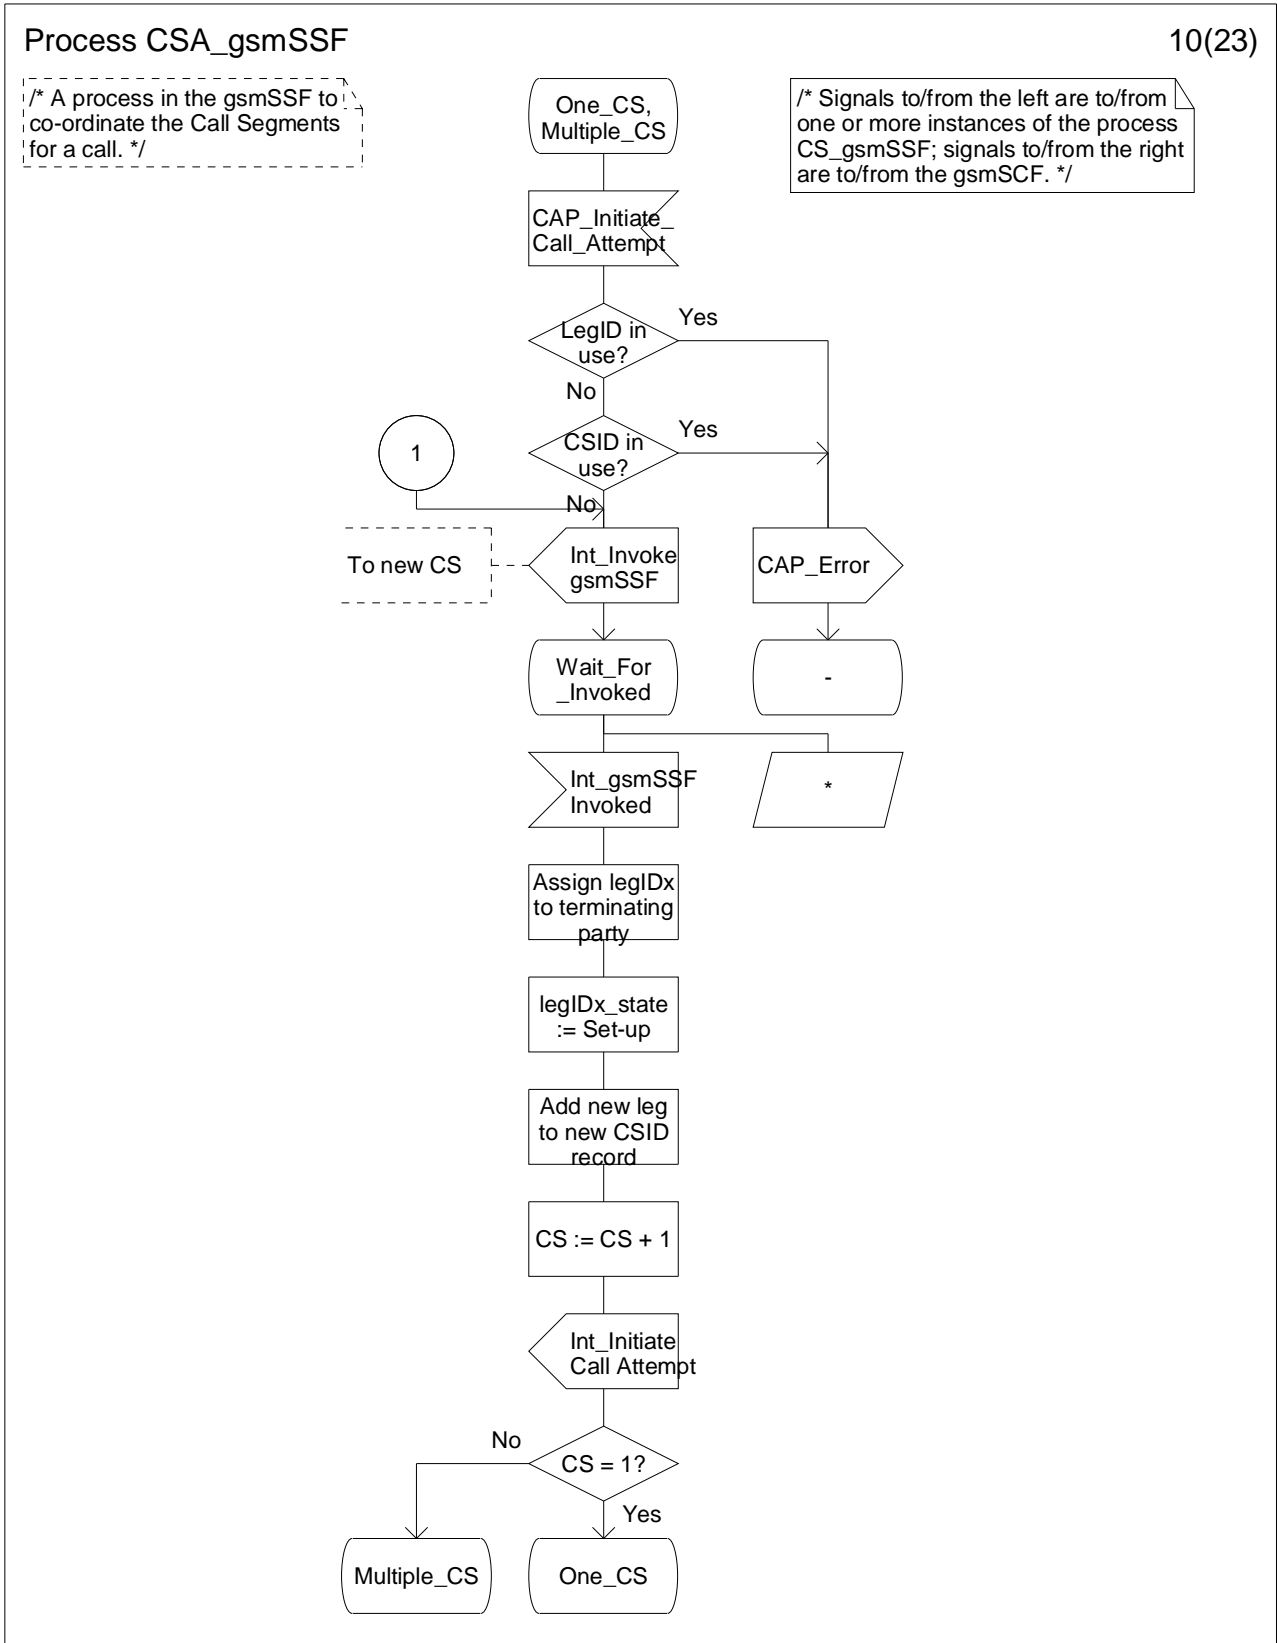 Process CSA_gsmSSF
10(23)
/* A process in the gsmSSF to
co-ordinate the Call Segments
for a call. */
One_CS,
Multiple_CS
/* Signals to/from the left are to/from
one or more instances of the process
CS_gsmSSF; signals to/from the right
are to/from the gsmSCF. */
CAP_Initiate_
Call_Attempt
LegID in
use?
Yes
No
1
CSID in
use?
Yes
No
To new CS
Int_Invoke
gsmSSF
CAP_Error
Wait_For
_Invoked
-
Int_gsmSSF
Invoked
*
Assign legIDx
to terminating
party
legIDx_state
:= Set-up
Add new leg
to new CSID
record
CS := CS + 1
Int_Initiate
Call Attempt
No
CS = 1?
Yes
Multiple_CS
One_CS